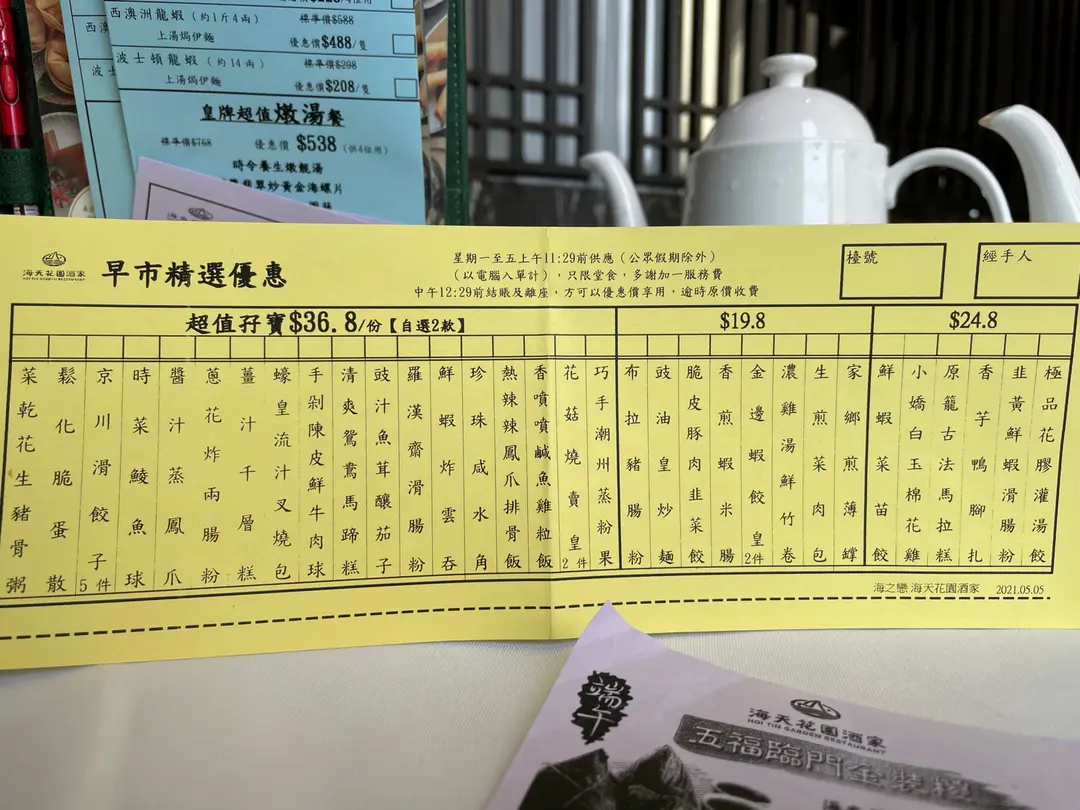 西澳洲龍蝦(約1斤4兩) 標準價$588
上湯焗伊麵 優惠價$488/隻
波士頓龍蝦(約14兩) 標準價$298
上湯焗伊麵 優惠價$208/隻
皇牌超值燉湯餐
標準價$768 優惠價$538(供4位用)
時令養生燉靚湯
翠炒黃金海螺片
西澳
波士
海天花園酒家
早市精選優惠
星期一至五上午11:29前供應(公眾假期除外)
(以電腦入單計),只限堂食,多謝加一服務費
中午12:29前結賬及離座,方可以優惠價享用,逾時原價收費
檯號
經手人
超值孖寶$36.8/份【自選2款】
$19.8
$24.8
菜乾花生豬骨粥
鬆化脆蛋散
京川滑餃子5件
時菜鯪魚球
醬汁蒸鳳爪
蔥花炸兩腸粉
薑汁千層糕
蠔皇流汁叉燒包
手剁陳皮鮮牛肉球
清爽鴛鴦馬蹄糕
豉汁魚茸釀茄子
羅漢齋滑腸粉
鮮蝦炸雲吞
珍珠咸水角
熱辣辣鳳爪排骨飯
香噴噴鹹魚雞粒飯
花菇燒賣皇2件
巧手潮州蒸粉果
布拉豬腸粉
豉油皇炒麵
脆皮豚肉韭菜餃
香煎蝦米腸
金邊蝦餃皇2件
濃雞湯鮮竹卷
生煎菜肉包
家鄉煎薄罉
鮮蝦菜苗餃
小嬌白玉棉花雞
原籠古法馬拉糕
香芋鴨腳扎
韭黃鮮蝦滑腸粉
極品花膠灌湯餃
海之戀 海天花園酒家 2021.05.05
端午
海天花園酒家
HOI TIN GARDEN RESTAURANT
五福臨門金裝粽